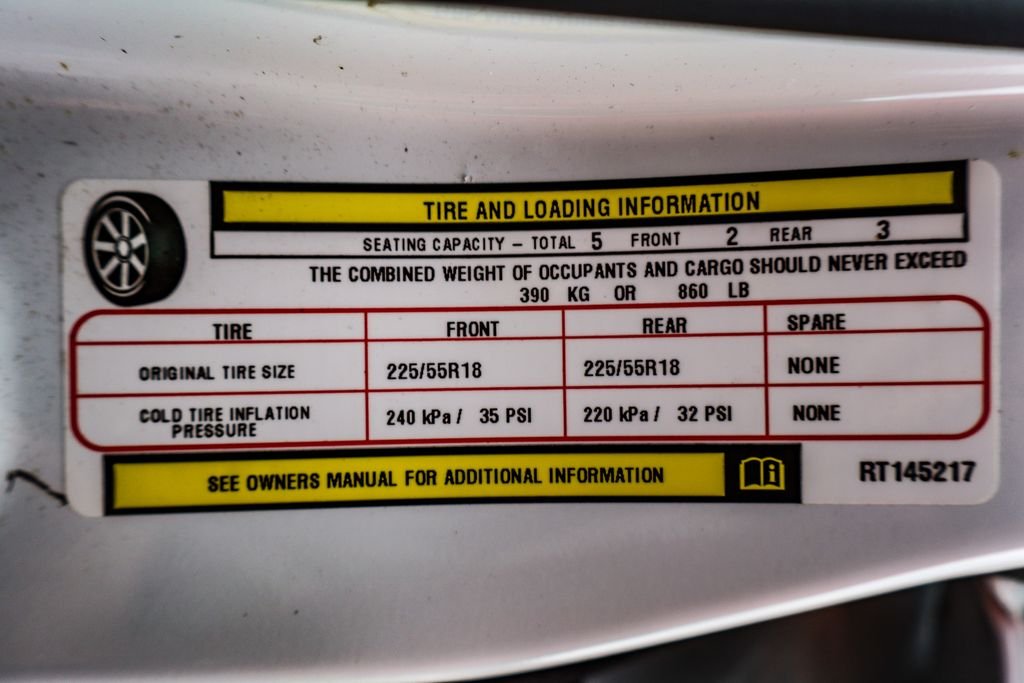 TIRE AND LOADING INFORMATION
SEATING CAPACITY – TOTAL 5 FRONT 2 REAR 3
THE COMBINED WEIGHT OF OCCUPANTS AND CARGO SHOULD NEVER EXCEED
390 KG OR 860 LB
TIRE FRONT REAR SPARE
ORIGINAL TIRE SIZE 225/55R18 225/55R18 NONE
COLD TIRE INFLATION
PRESSURE 240 kPa / 35 PSI 220 kPa / 32 PSI NONE
SEE OWNERS MANUAL FOR ADDITIONAL INFORMATION
RT145217